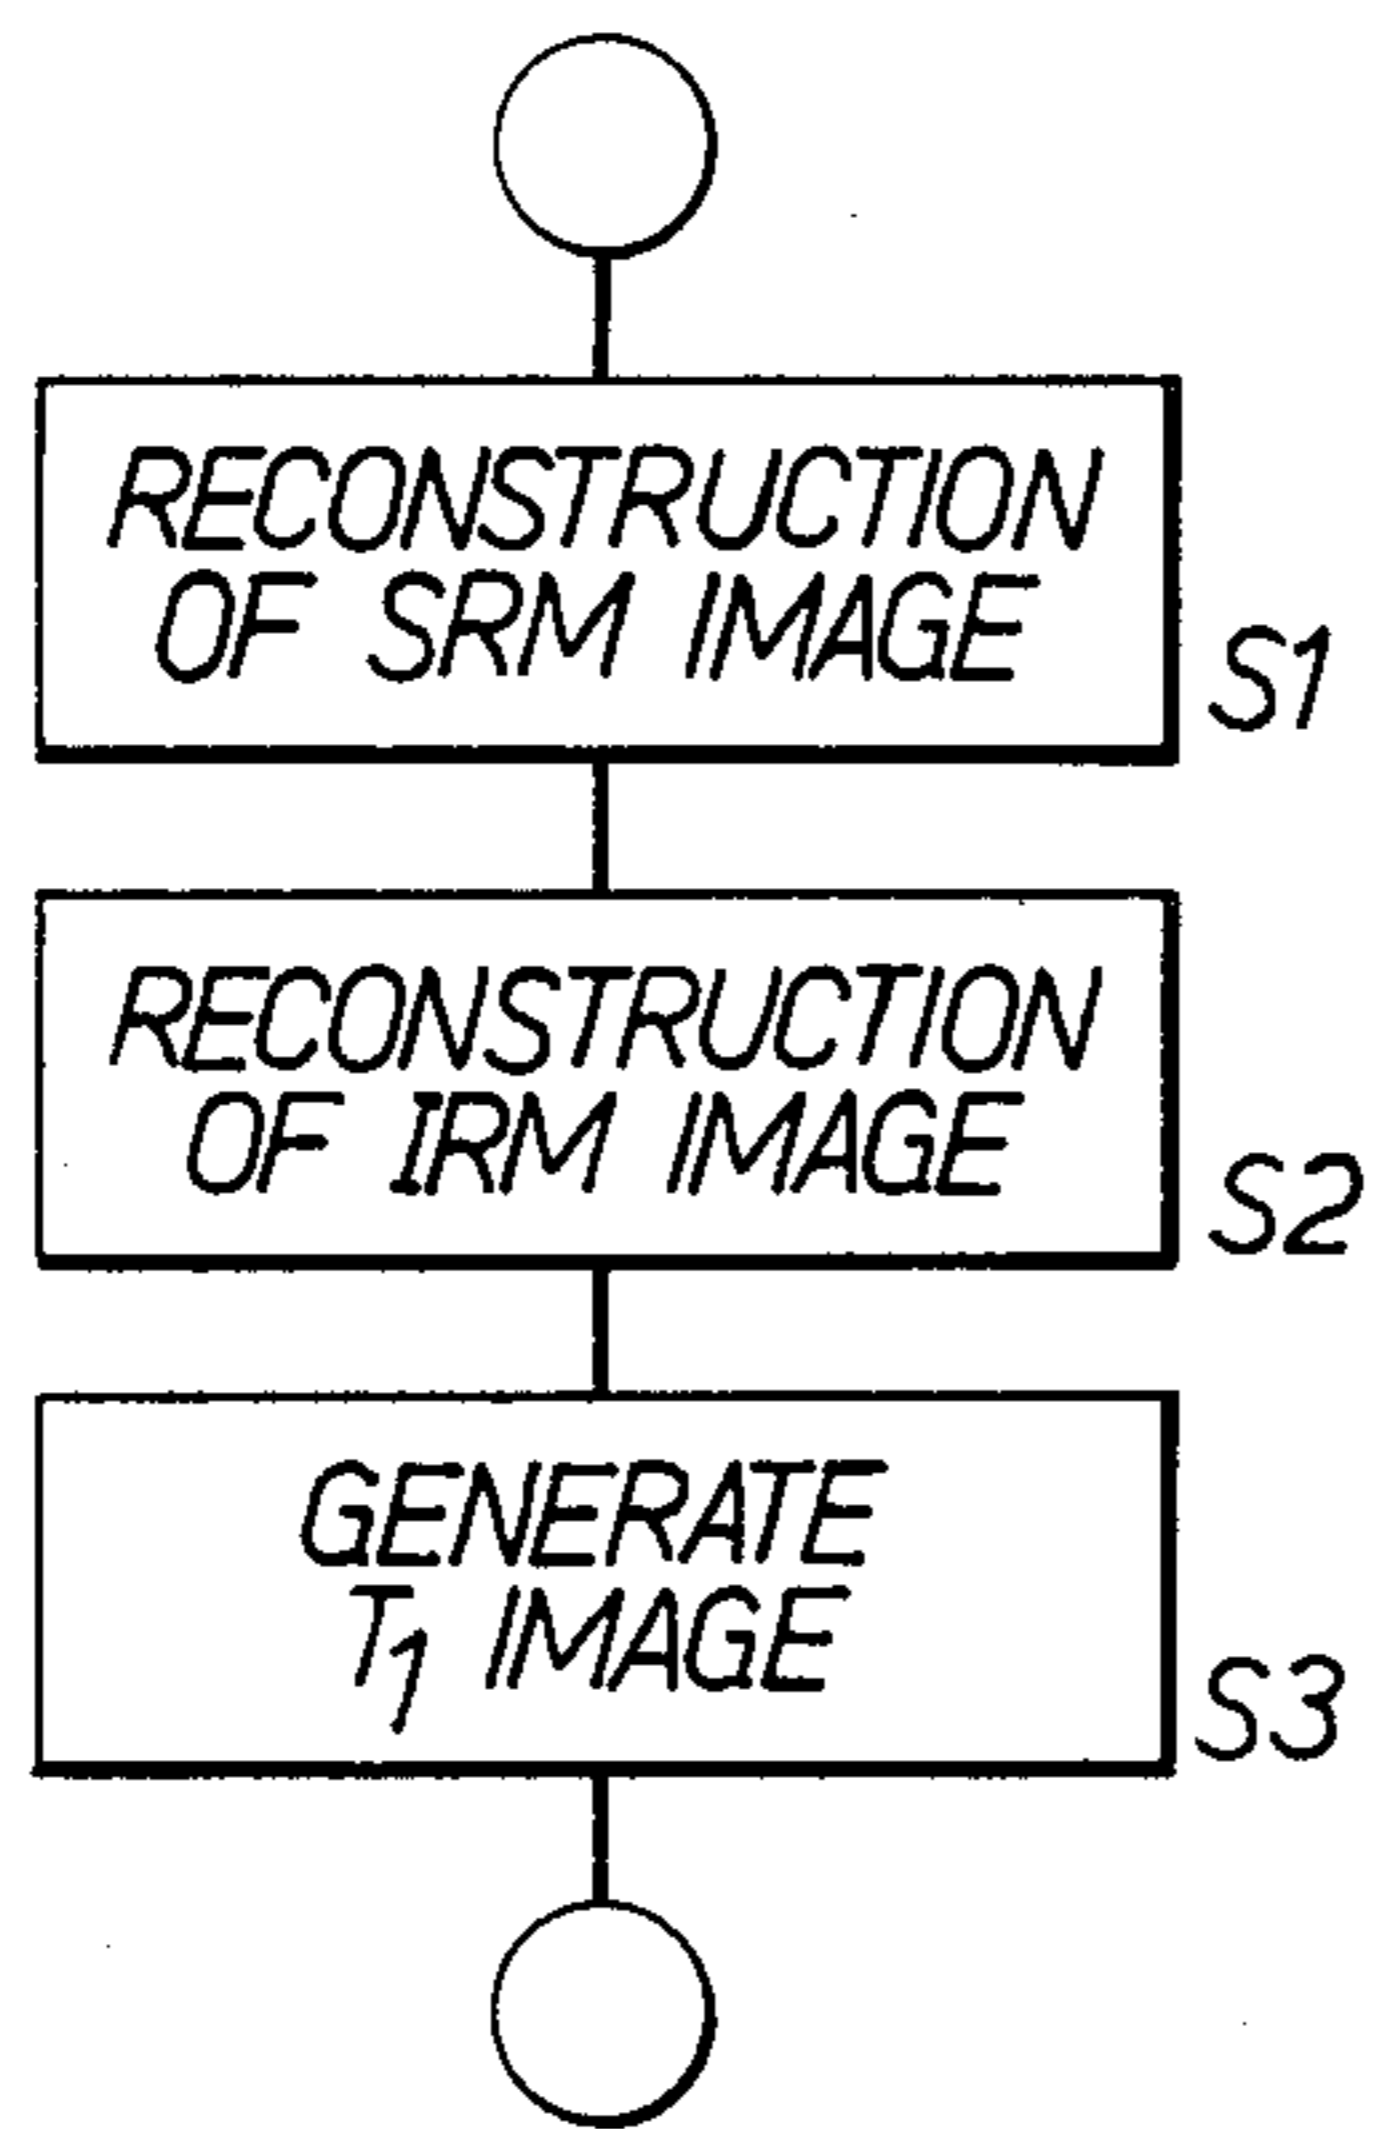 RECONSTRUCTION
OF SRM IMAGE
S1
RECONSTRUCTION
OF IRM IMAGE
S2
GENERATE
T₁ IMAGE
S3